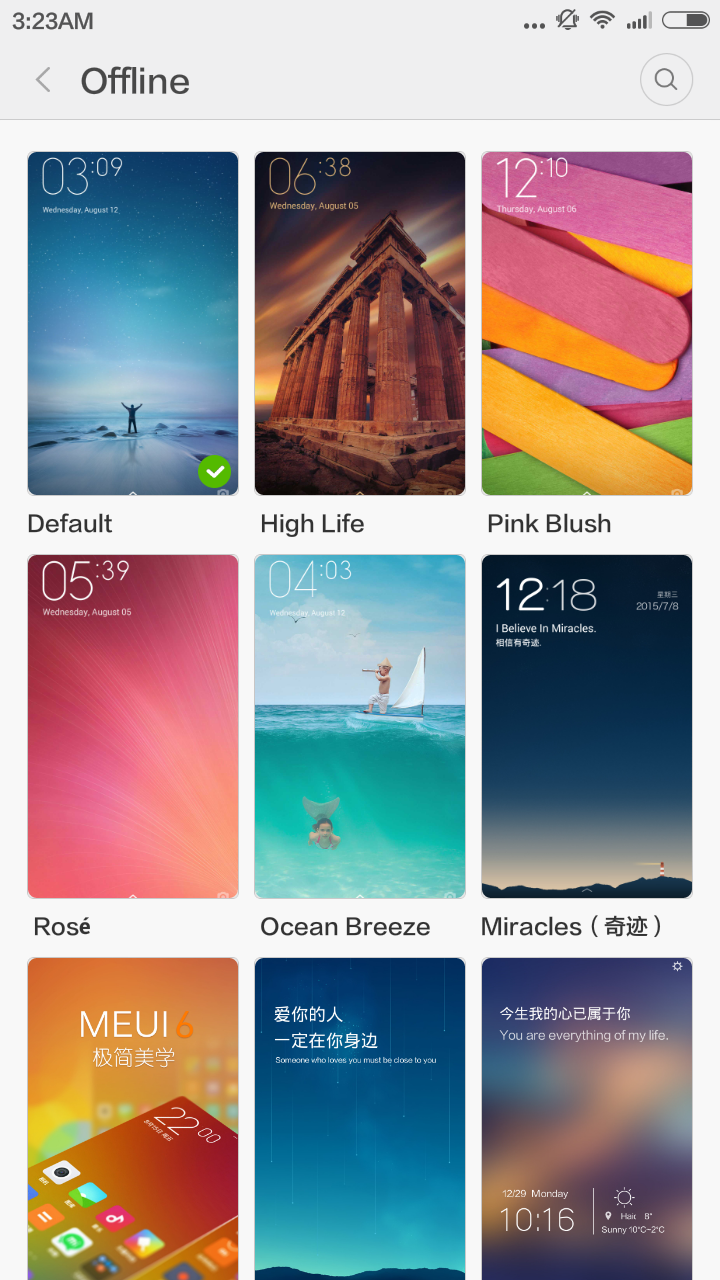 3:23AM
Offline
03:09
Wednesday, August 12
06:38
Wednesday, August 05
12:10
Thursday, August 06
Default
High Life
Pink Blush
05:39
Wednesday, August 05
04:03
Wednesday, August 12
12:18
星期三
2015/7/8
I Believe In Miracles.
相信有奇迹.
Rosé
Ocean Breeze
Miracles（奇迹）
MEUI 6
极简美学
22:00
爱你的人
一定在你身边
Someone who loves you must be close to you
今生我的心已属于你
You are everything of my life.
12/29 Monday
10:16
8°
Sunny 10°C~2°C